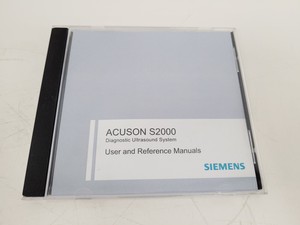 ACUSON S2000
Diagnostic Ultrasound System
User and Reference Manuals
SIEMENS